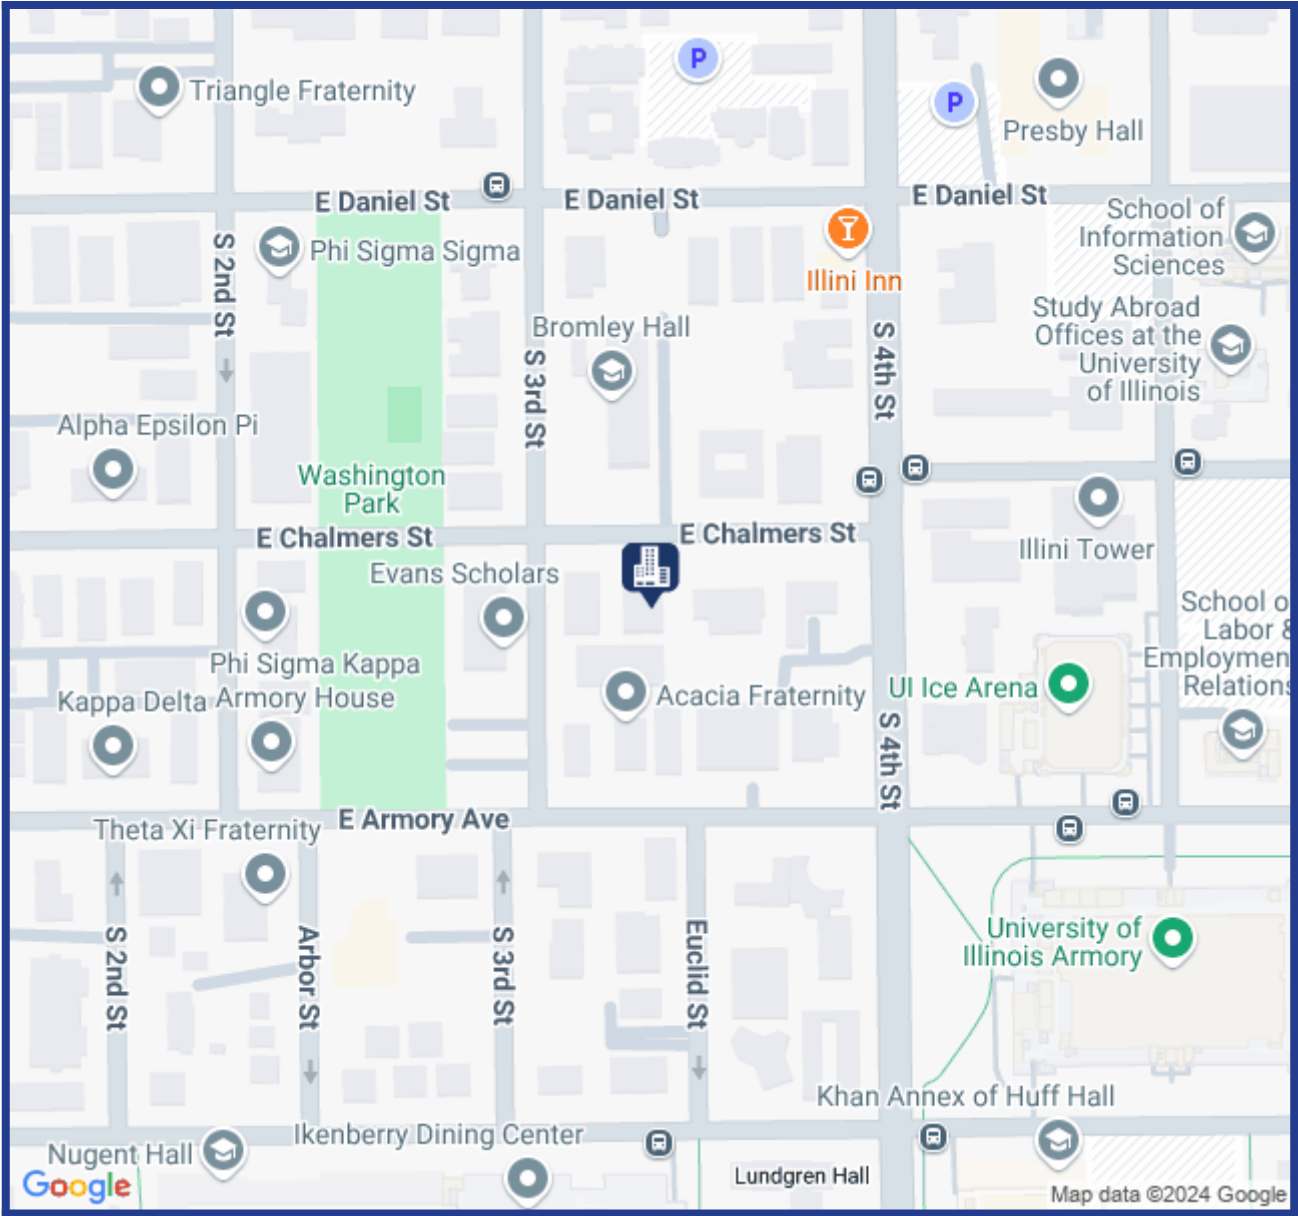 P
P
Triangle Fraternity
Presby Hall
E Daniel St
E Daniel St
E Daniel St
School of
Information
Sciences
Phi Sigma Sigma
S 2nd St
Illini Inn
Bromley Hall
Study Abroad
Offices at the
University
of Illinois
S 3rd St
S 4th St
Alpha Epsilon Pi
Washington
Park
E Chalmers St
E Chalmers St
Illini Tower
Evans Scholars
School o
Labor &
Employmen
Relations
Phi Sigma Kappa
Armory House
Kappa Delta
Acacia Fraternity
UI Ice Arena
S 4th St
E Armory Ave
Theta Xi Fraternity
S 2nd St
Arbor St
S 3rd St
Euclid St
University of
Illinois Armory
Khan Annex of Huff Hall
Ikenberry Dining Center
Nugent Hall
Lundgren Hall
Google
Map data ©2024 Google